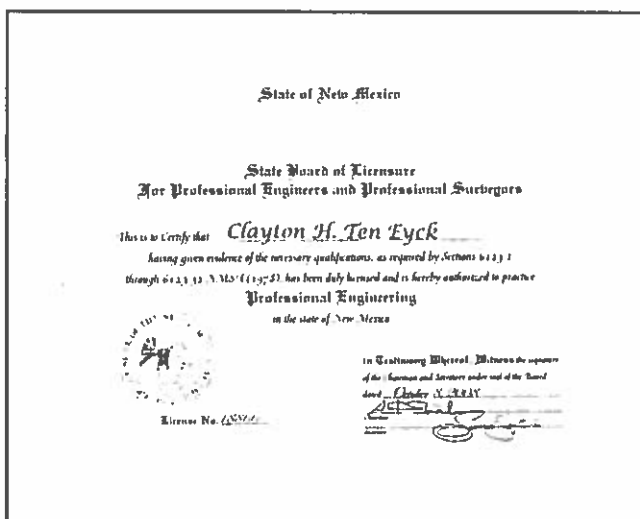 State of New Mexico
State Board of Licensure
For Professional Engineers and Professional Surveyors
This is to Certify that Clayton H. Ten Eyck
having given evidence of the necessary qualifications, as required by Sections
through N.M.S.A. (1978), has been duly licensed and is hereby authorized to practice
Professional Engineering
in the state of New Mexico
In Testimony Whereof, Witness the signature
of the Chairman and Secretary under seal of the Board
dated October
License No.